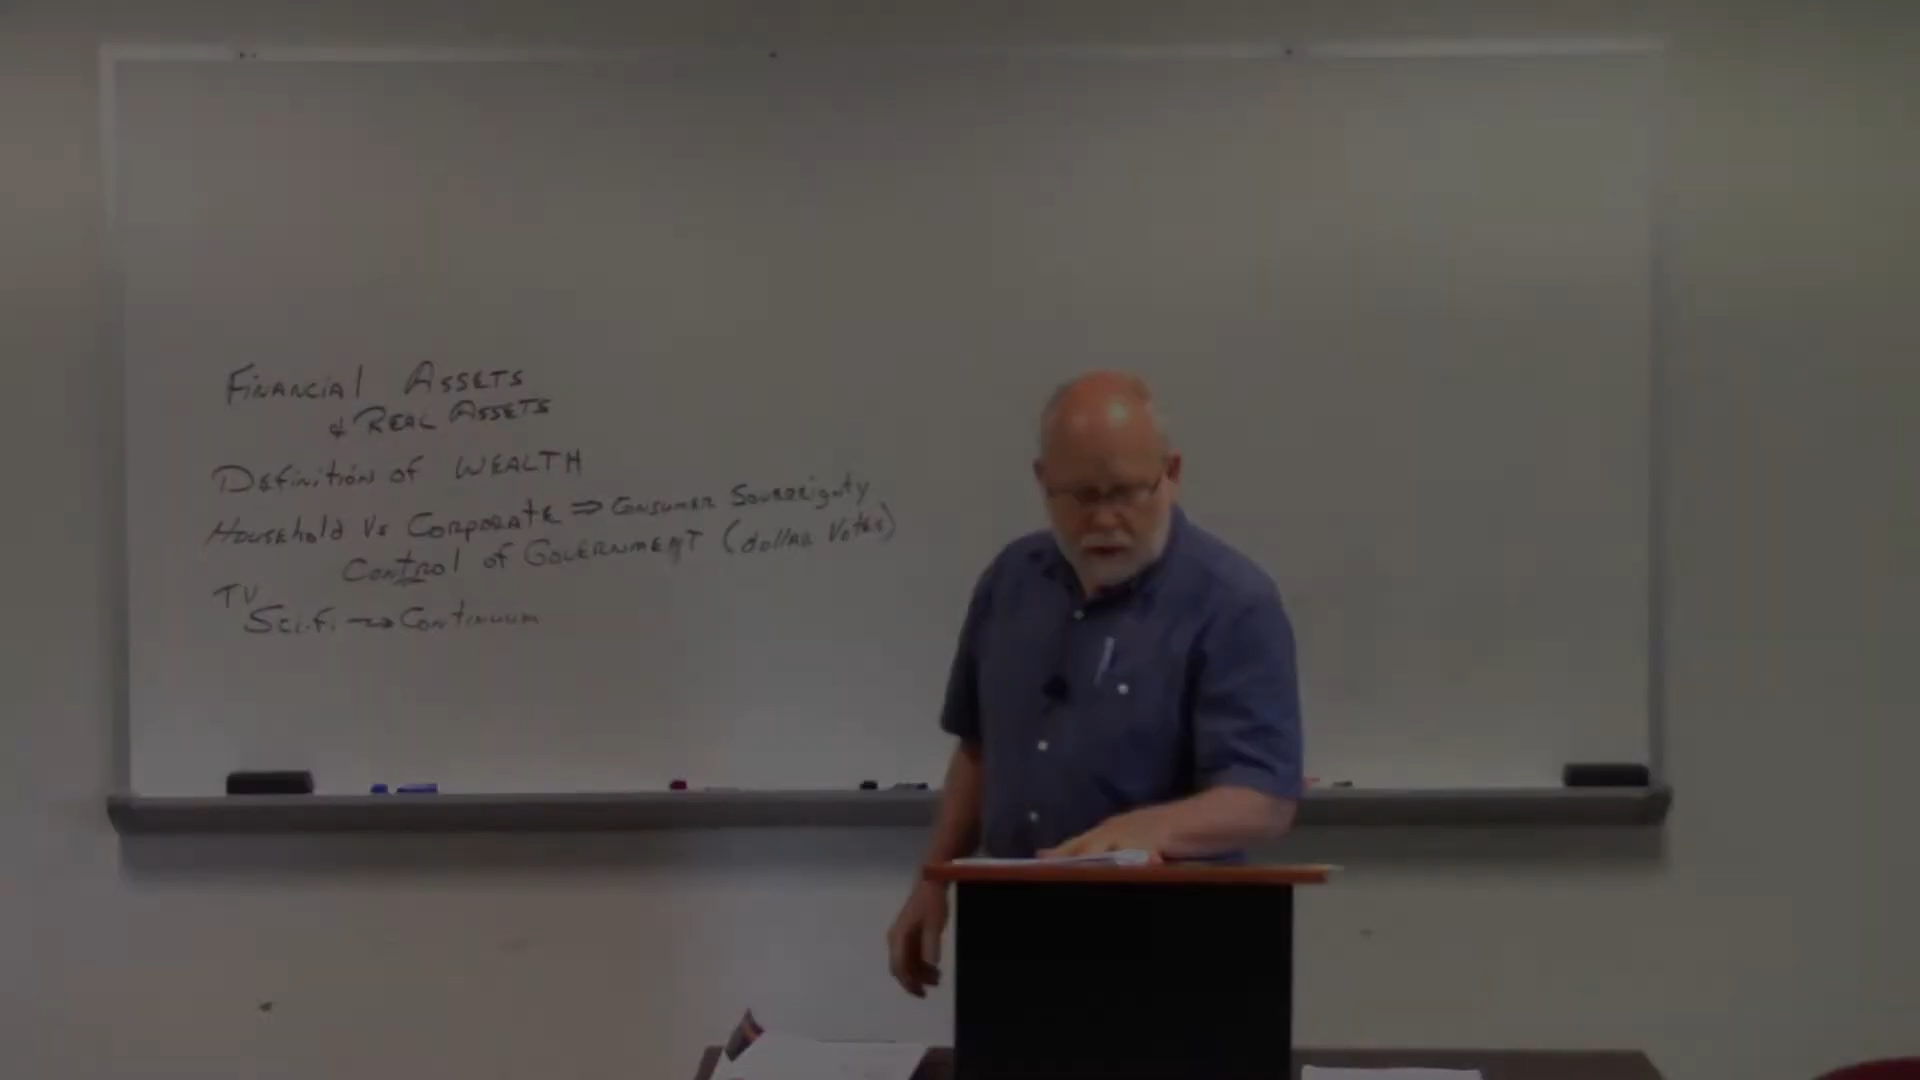 Financial Assets
& Real Assets
Definition of Wealth
Household Vs Corporate ⇒ Consumer Sovereignty
Control of Government (dollar Votes)
TV
Sci.Fi. → Continuum